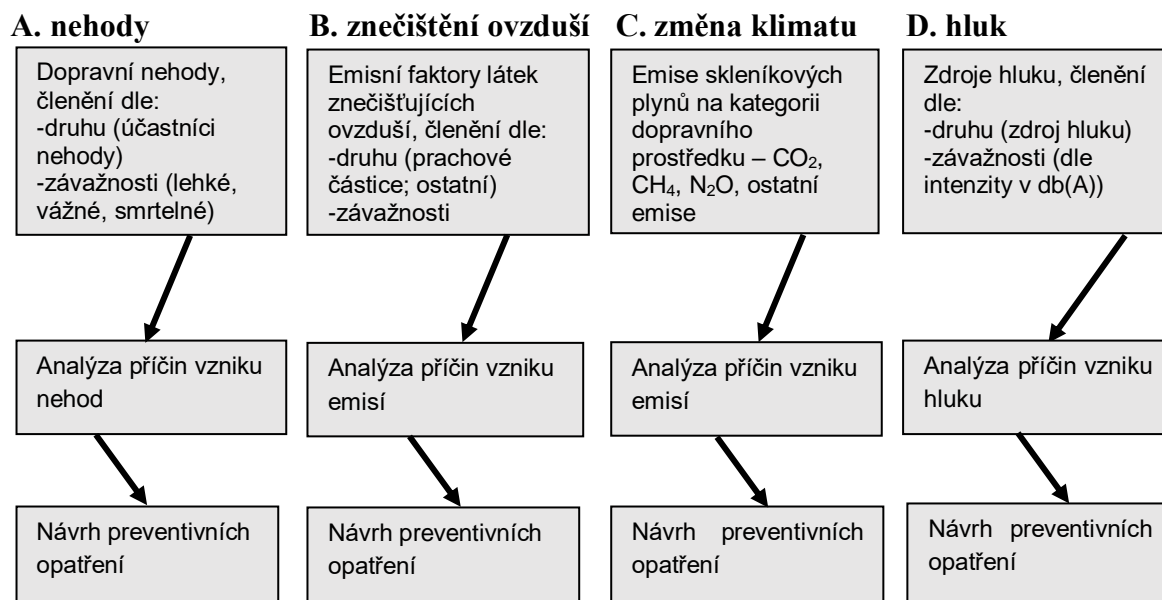 A. nehody
Dopravní nehody,
členění dle:
-druhu (účastníci
nehody)
-závažnosti (lehké,
vážné, smrtelné)
Analýza příčin vzniku
nehod
Návrh preventivních
opatření
B. znečištění ovzduší
Emisní faktory látek
znečišťujících
ovzduší, členění dle:
-druhu (prachové
částice; ostatní)
-závažnosti
Analýza příčin vzniku
emisí
Návrh preventivních
opatření
C. změna klimatu
Emise skleníkových
plynů na kategorii
dopravního
prostředku – CO₂,
CH₄, N₂O, ostatní
emise
Analýza příčin vzniku
emisí
Návrh preventivních
opatření
D. hluk
Zdroje hluku, členění
dle:
-druhu (zdroj hluku)
-závažnosti (dle
intenzity v db(A))
Analýza příčin vzniku
hluku
Návrh preventivních
opatření